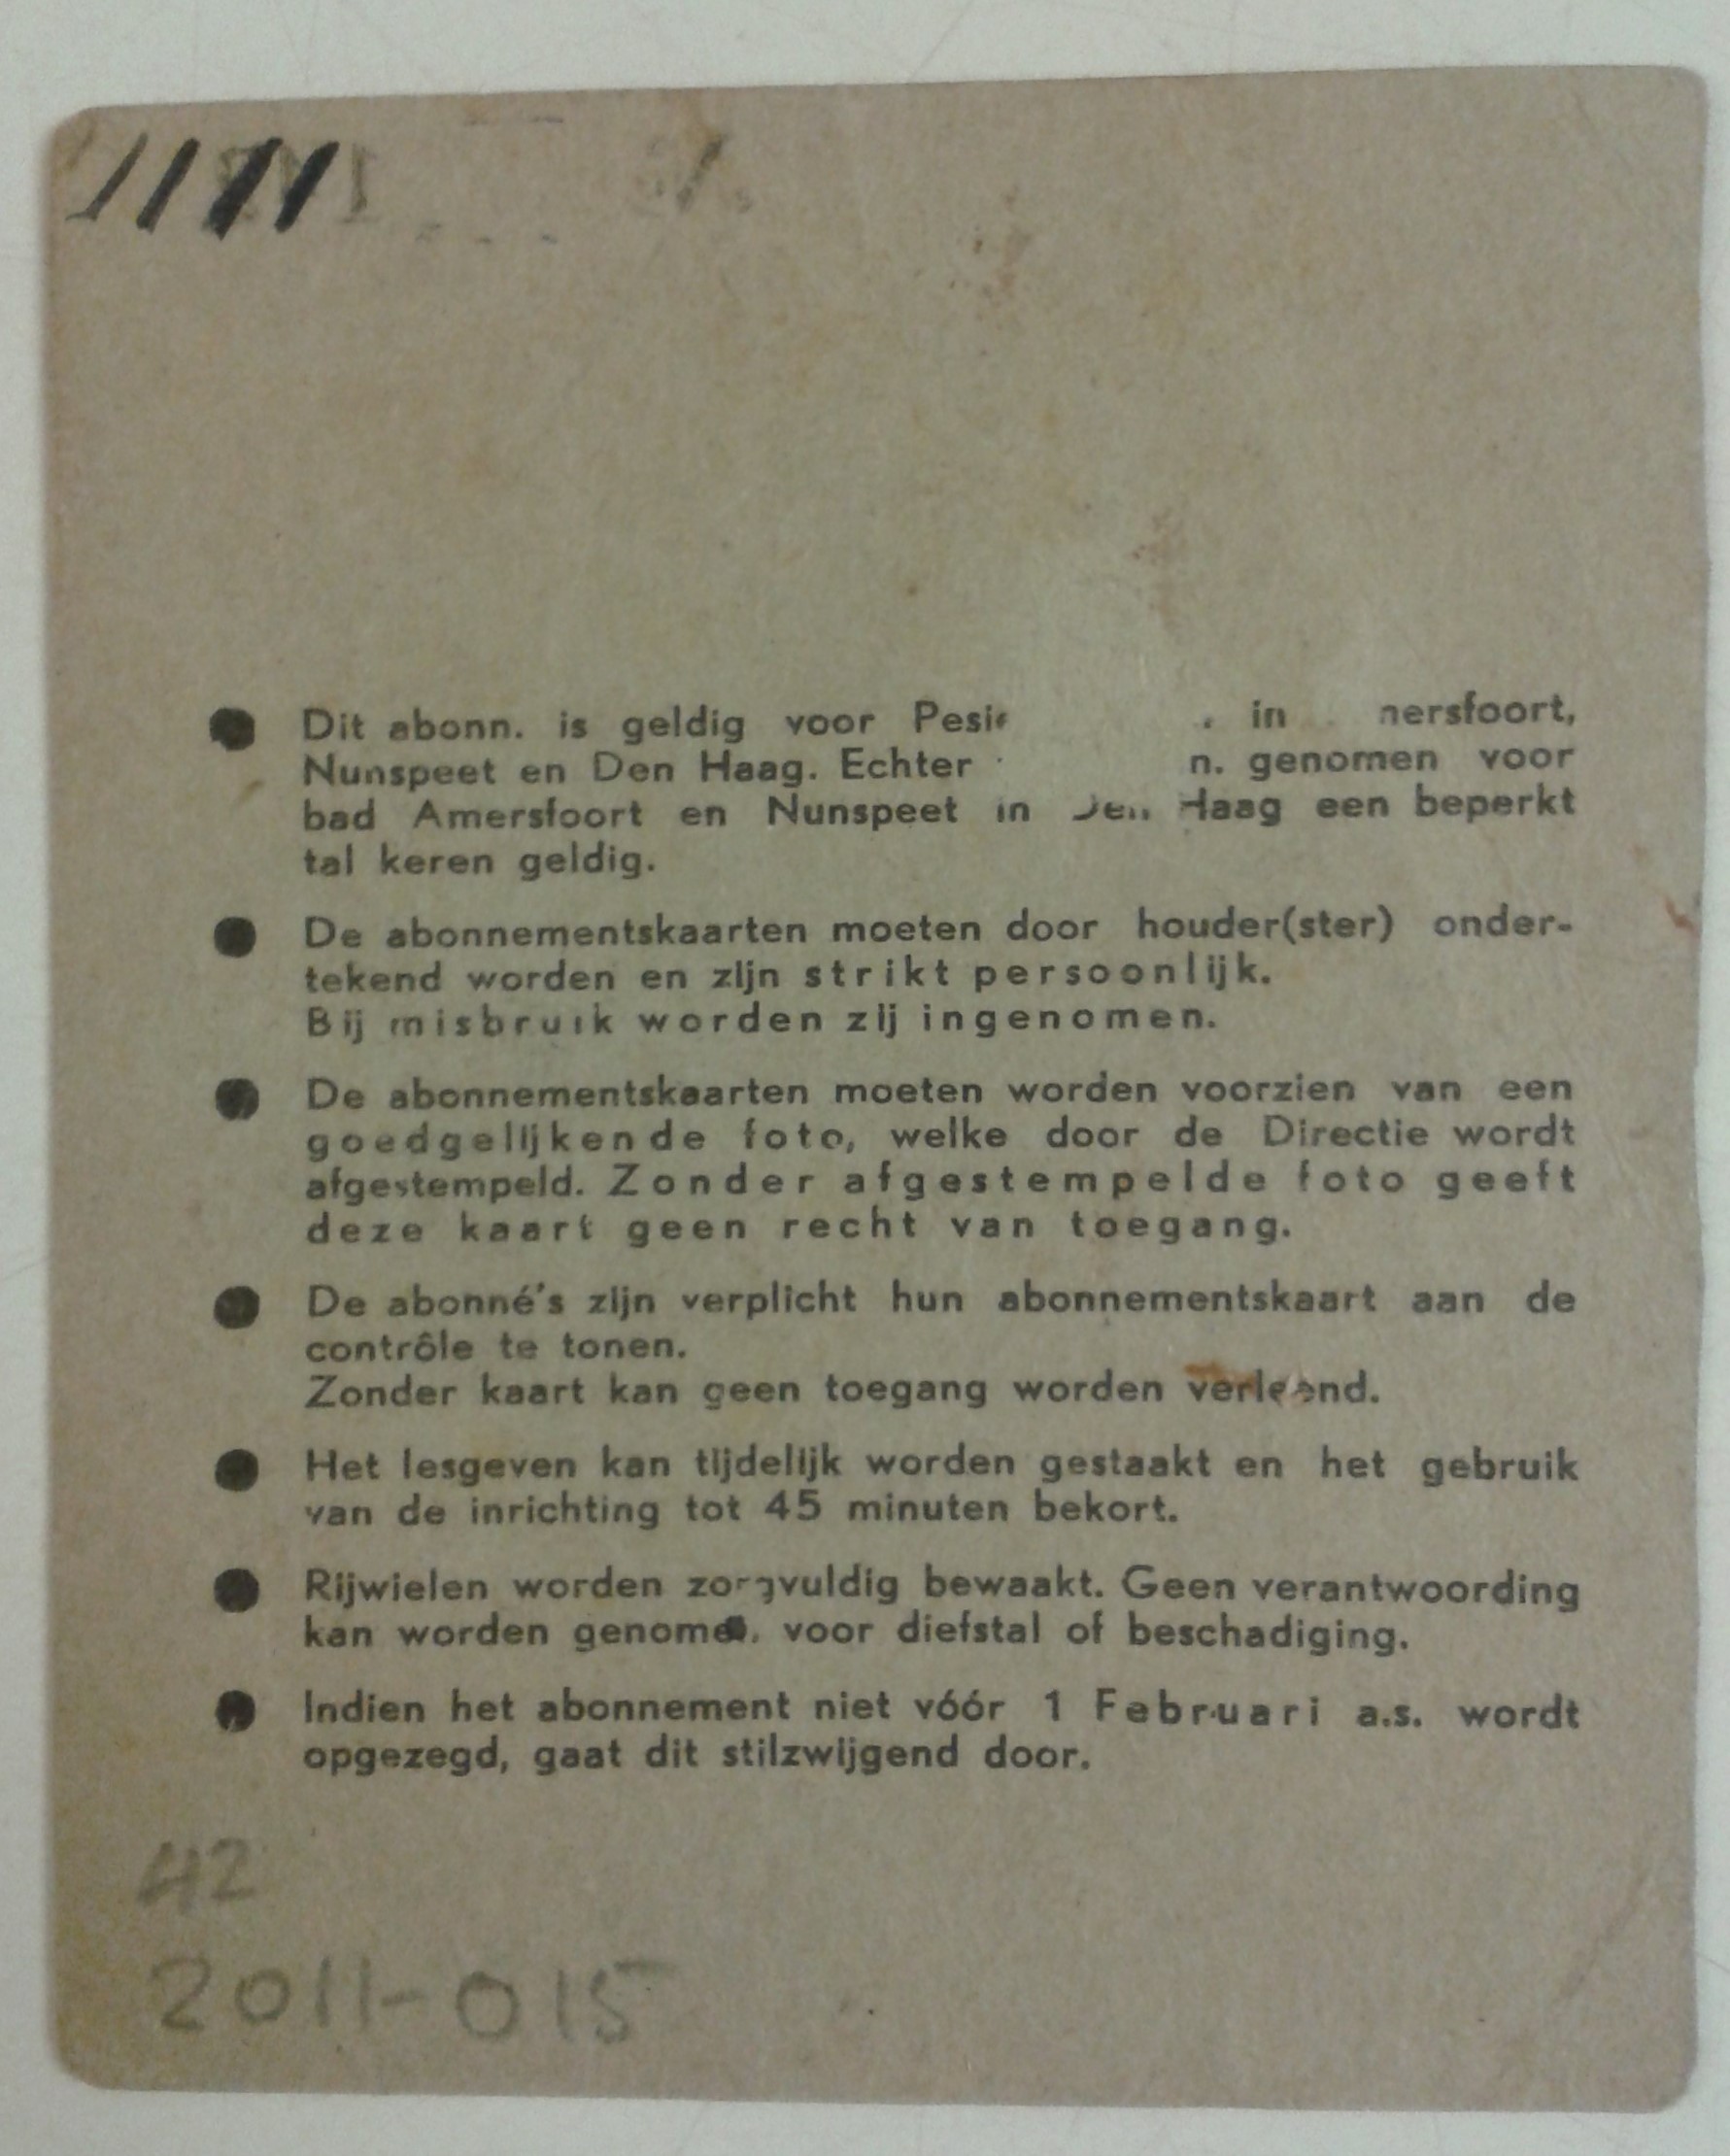 Dit abonn. is geldig voor in
Nunspeet en Den Haag. Echter genomen voor
bad Amersfoort en Nunspeet in Den Haag een beperkt
tal keren geldig.
De abonnementskaarten moeten door houder(ster) onder-
tekend worden en zijn strikt persoonlijk.
Bij misbruik worden zij ingenomen.
De abonnementskaarten moeten worden voorzien van een
goedgelijkende foto, welke door de Directie wordt
afgestempeld. Zonder afgestempelde foto geeft
deze kaart geen recht van toegang.
De abonné's zijn verplicht hun abonnementskaart aan de
contrôle te tonen.
Zonder kaart kan geen toegang worden verleend.
Het lesgeven kan tijdelijk worden gestaakt en het gebruik
van de inrichting tot 45 minuten bekort.
Rijwielen worden zorgvuldig bewaakt. Geen verantwoording
kan worden genomen voor diefstal of beschadiging.
Indien het abonnement niet vóór 1 Februari a.s. wordt
opgezegd, gaat dit stilzwijgend door.
42
2011-015